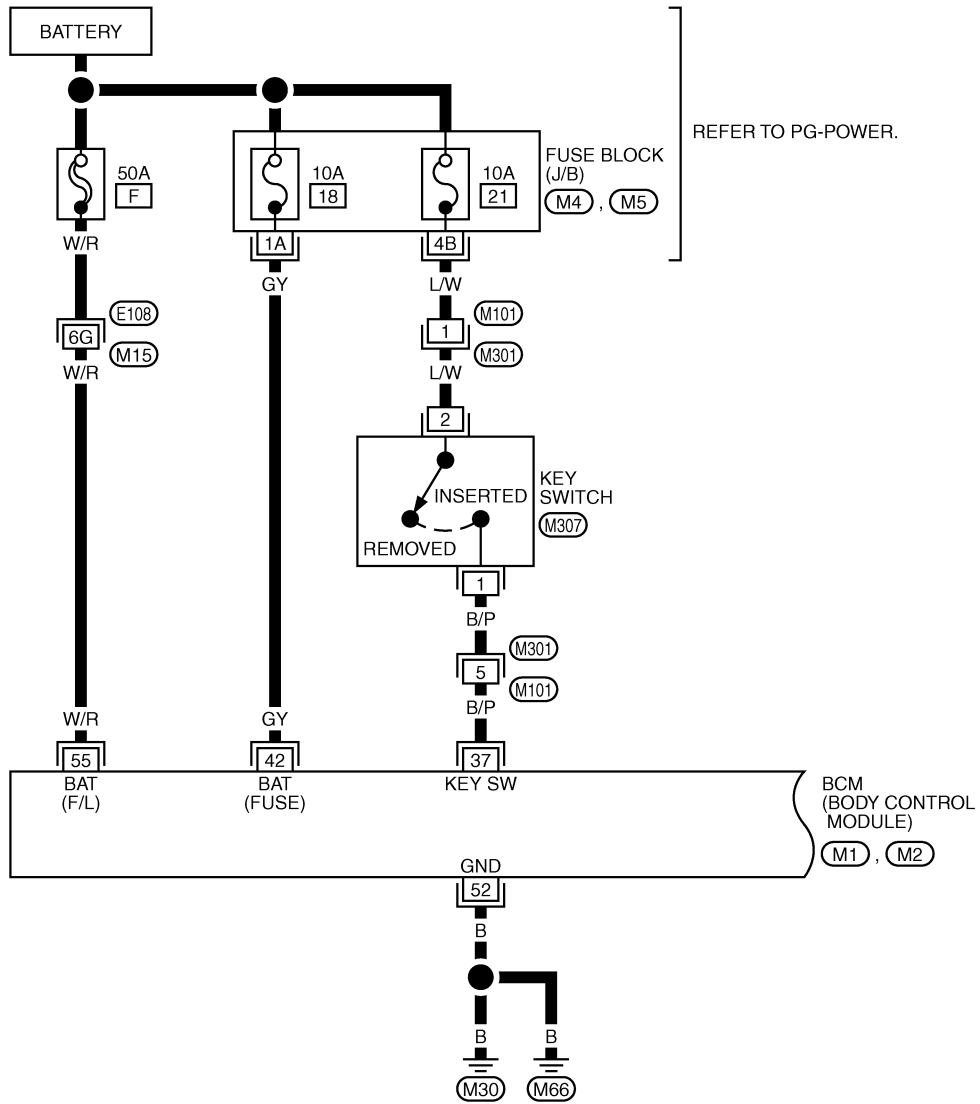 BATTERY
REFER TO PG-POWER.
50A
F
10A
18
10A
21
FUSE BLOCK
(J/B)
M4 , M5
W/R
1A
4B
GY
L/W
E108
6G
M15
M101
1
M301
W/R
L/W
2
INSERTED
REMOVED
KEY
SWITCH
M307
1
B/P
M301
5
M101
B/P
W/R
GY
55
42
37
BAT
(F/L)
BAT
(FUSE)
KEY SW
BCM
(BODY CONTROL
MODULE)
M1 , M2
GND
52
B
B
B
M30
M66